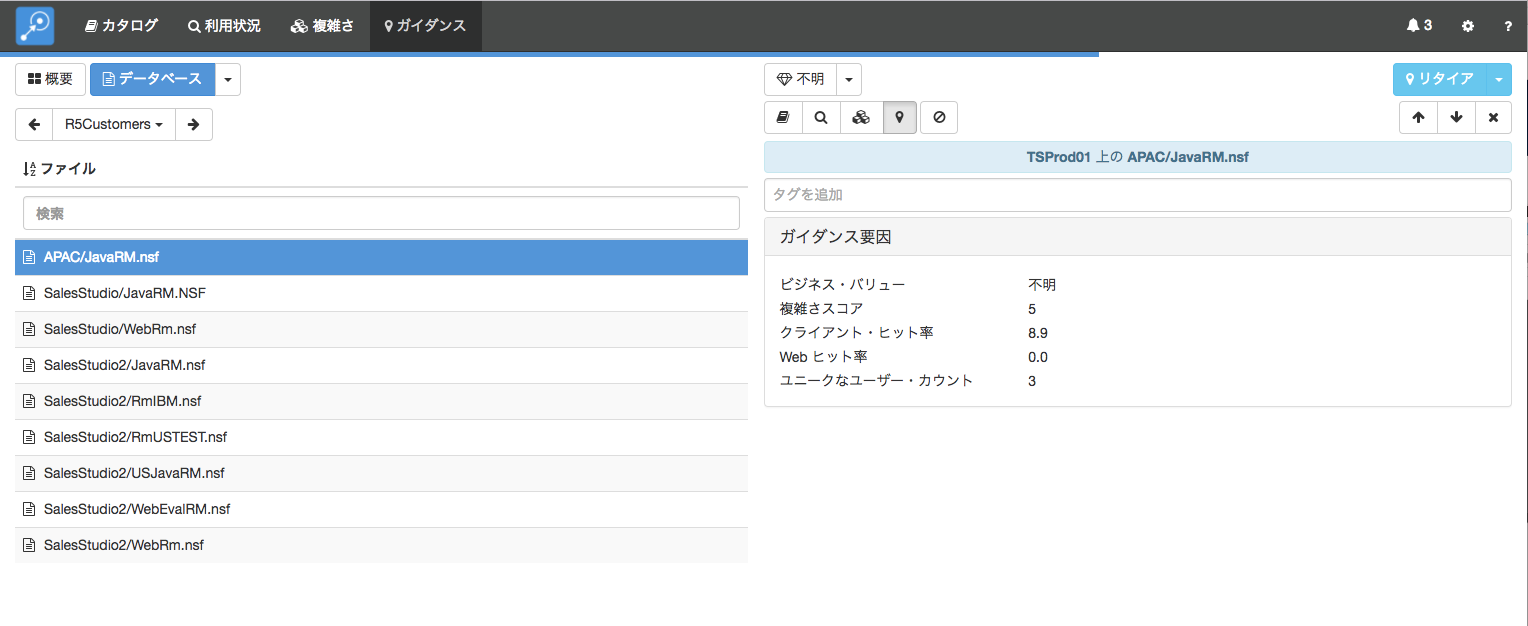 カタログ 利用状況 複雑さ ガイダンス 3 ?
概要 データベース
R5Customers
ファイル
検索
APAC/JavaRM.nsf
SalesStudio/JavaRM.NSF
SalesStudio/WebRm.nsf
SalesStudio2/JavaRM.nsf
SalesStudio2/RmIBM.nsf
SalesStudio2/RmUSTEST.nsf
SalesStudio2/USJavaRM.nsf
SalesStudio2/WebEvalRM.nsf
SalesStudio2/WebRm.nsf
不明 リタイア
TSProd01 上の APAC/JavaRM.nsf
タグを追加
ガイダンス要因
ビジネス・バリュー 不明
複雑さスコア 5
クライアント・ヒット率 8.9
Web ヒット率 0.0
ユニークなユーザー・カウント 3